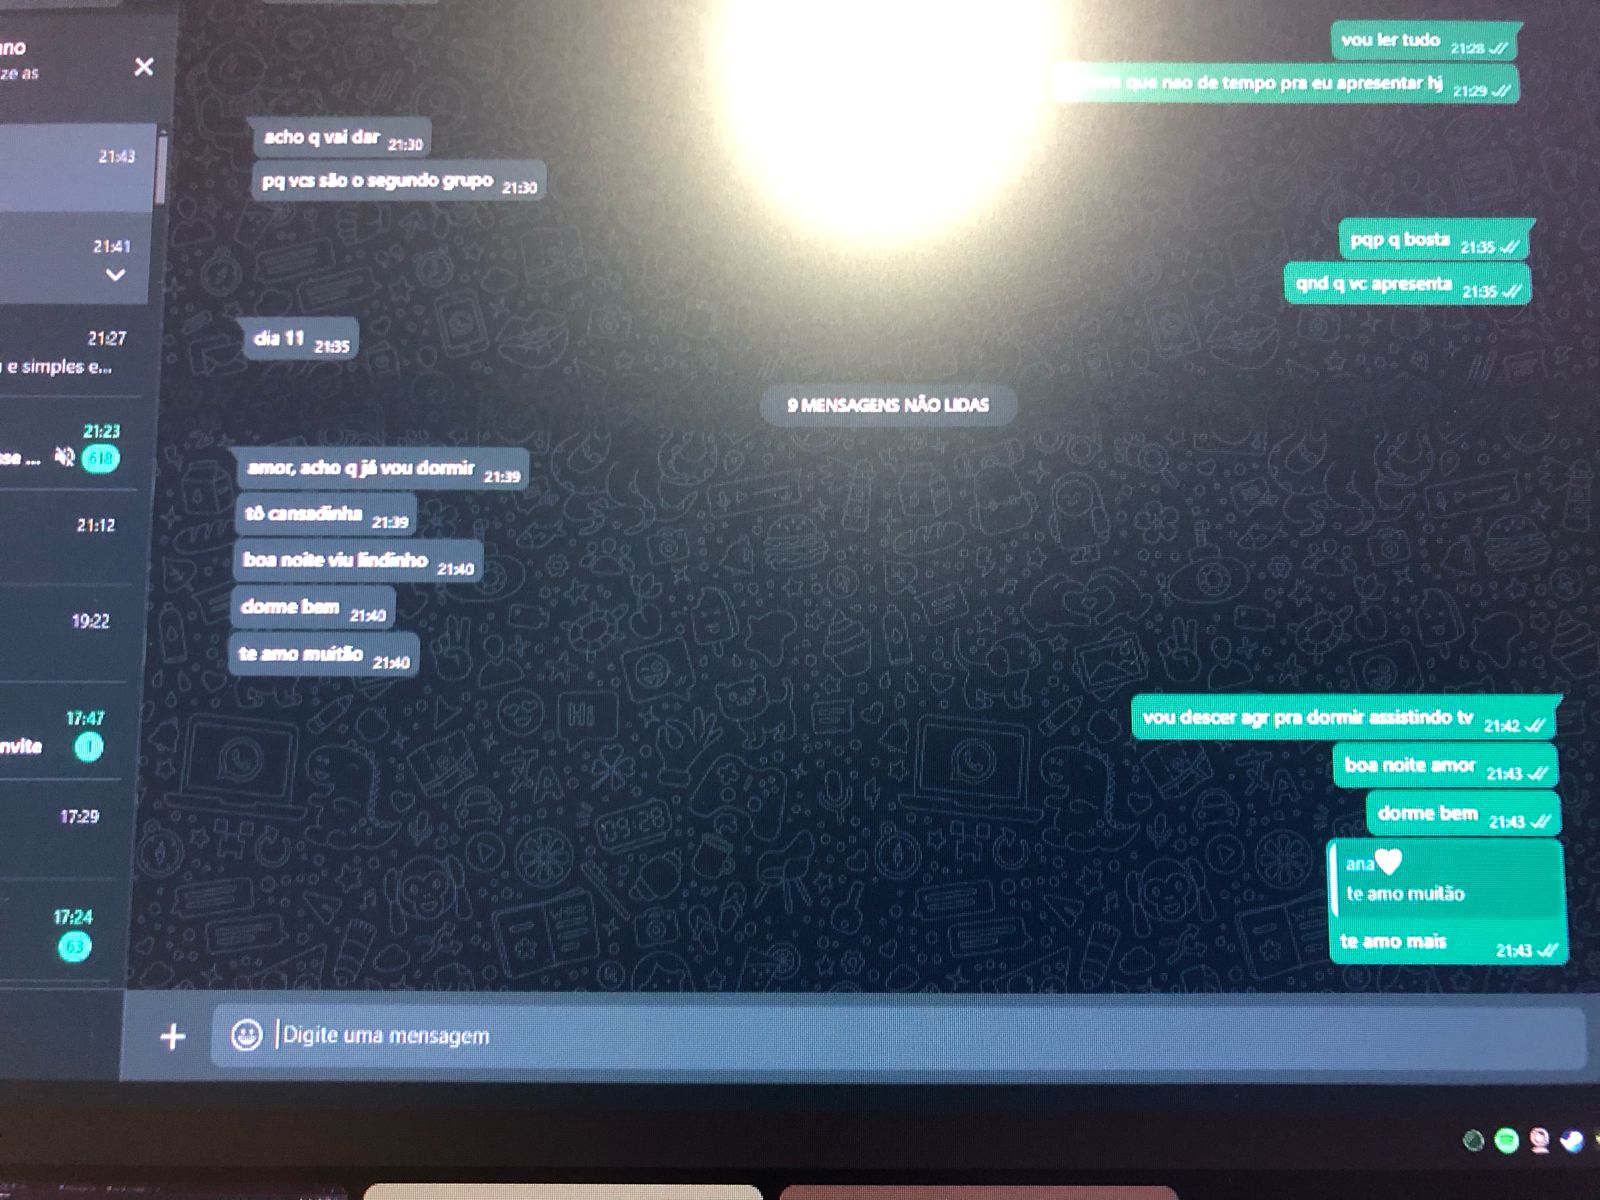 no
ze as
21:43
21:41
21:27
e simples e...
21:23
se ... 618
21:12
19:22
17:47
nvite 1
17:29
17:24
63
vou ler tudo 21:28
que nao de tempo pra eu apresentar hj 21:29
acho q vai dar 21:30
pq vcs são o segundo grupo 21:30
pqp q bosta 21:35
qnd q vc apresenta 21:35
dia 11 21:35
9 MENSAGENS NÃO LIDAS
amor, acho q já vou dormir 21:39
tô cansadinha 21:39
boa noite viu lindinho 21:40
dorme bem 21:40
te amo muitão 21:40
vou descer agr pra dormir assistindo tv 21:42
boa noite amor 21:43
dorme bem 21:43
ana
te amo muitão
te amo mais 21:43
Digite uma mensagem